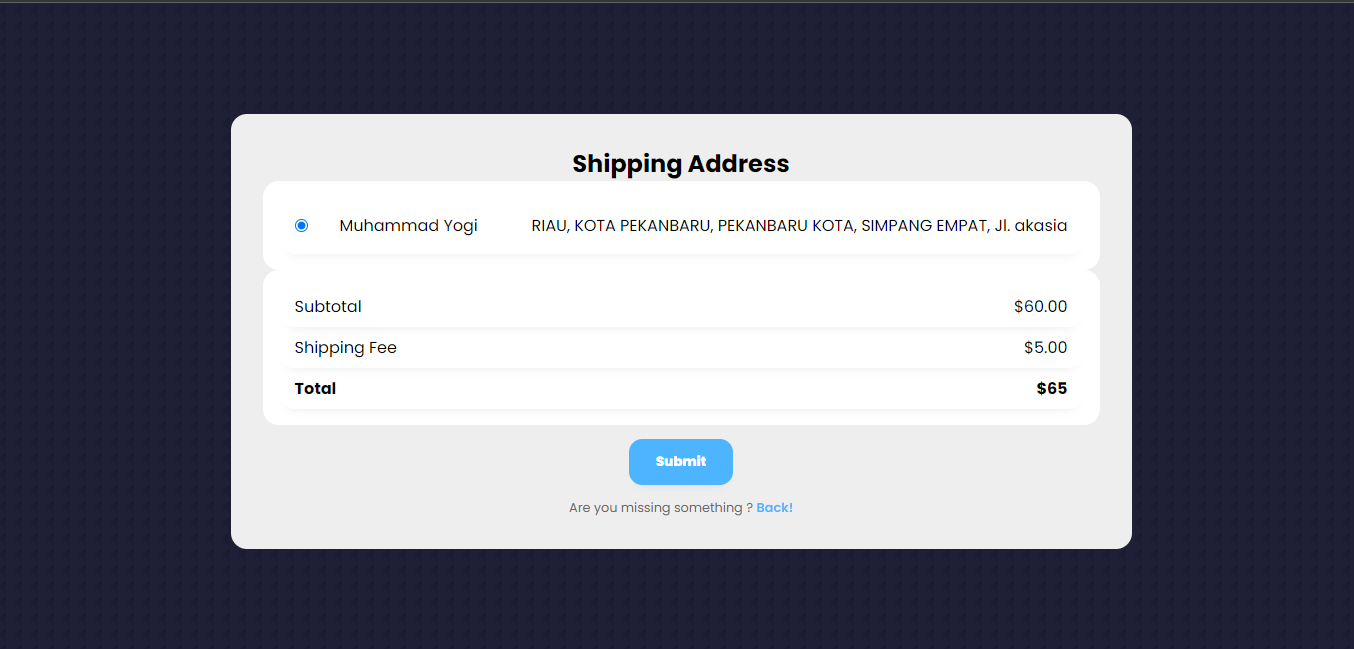 Shipping Address
Muhammad Yogi RIAU, KOTA PEKANBARU, PEKANBARU KOTA, SIMPANG EMPAT, Jl. akasia
Subtotal $60.00
Shipping Fee $5.00
Total $65
Submit
Are you missing something ? Back!